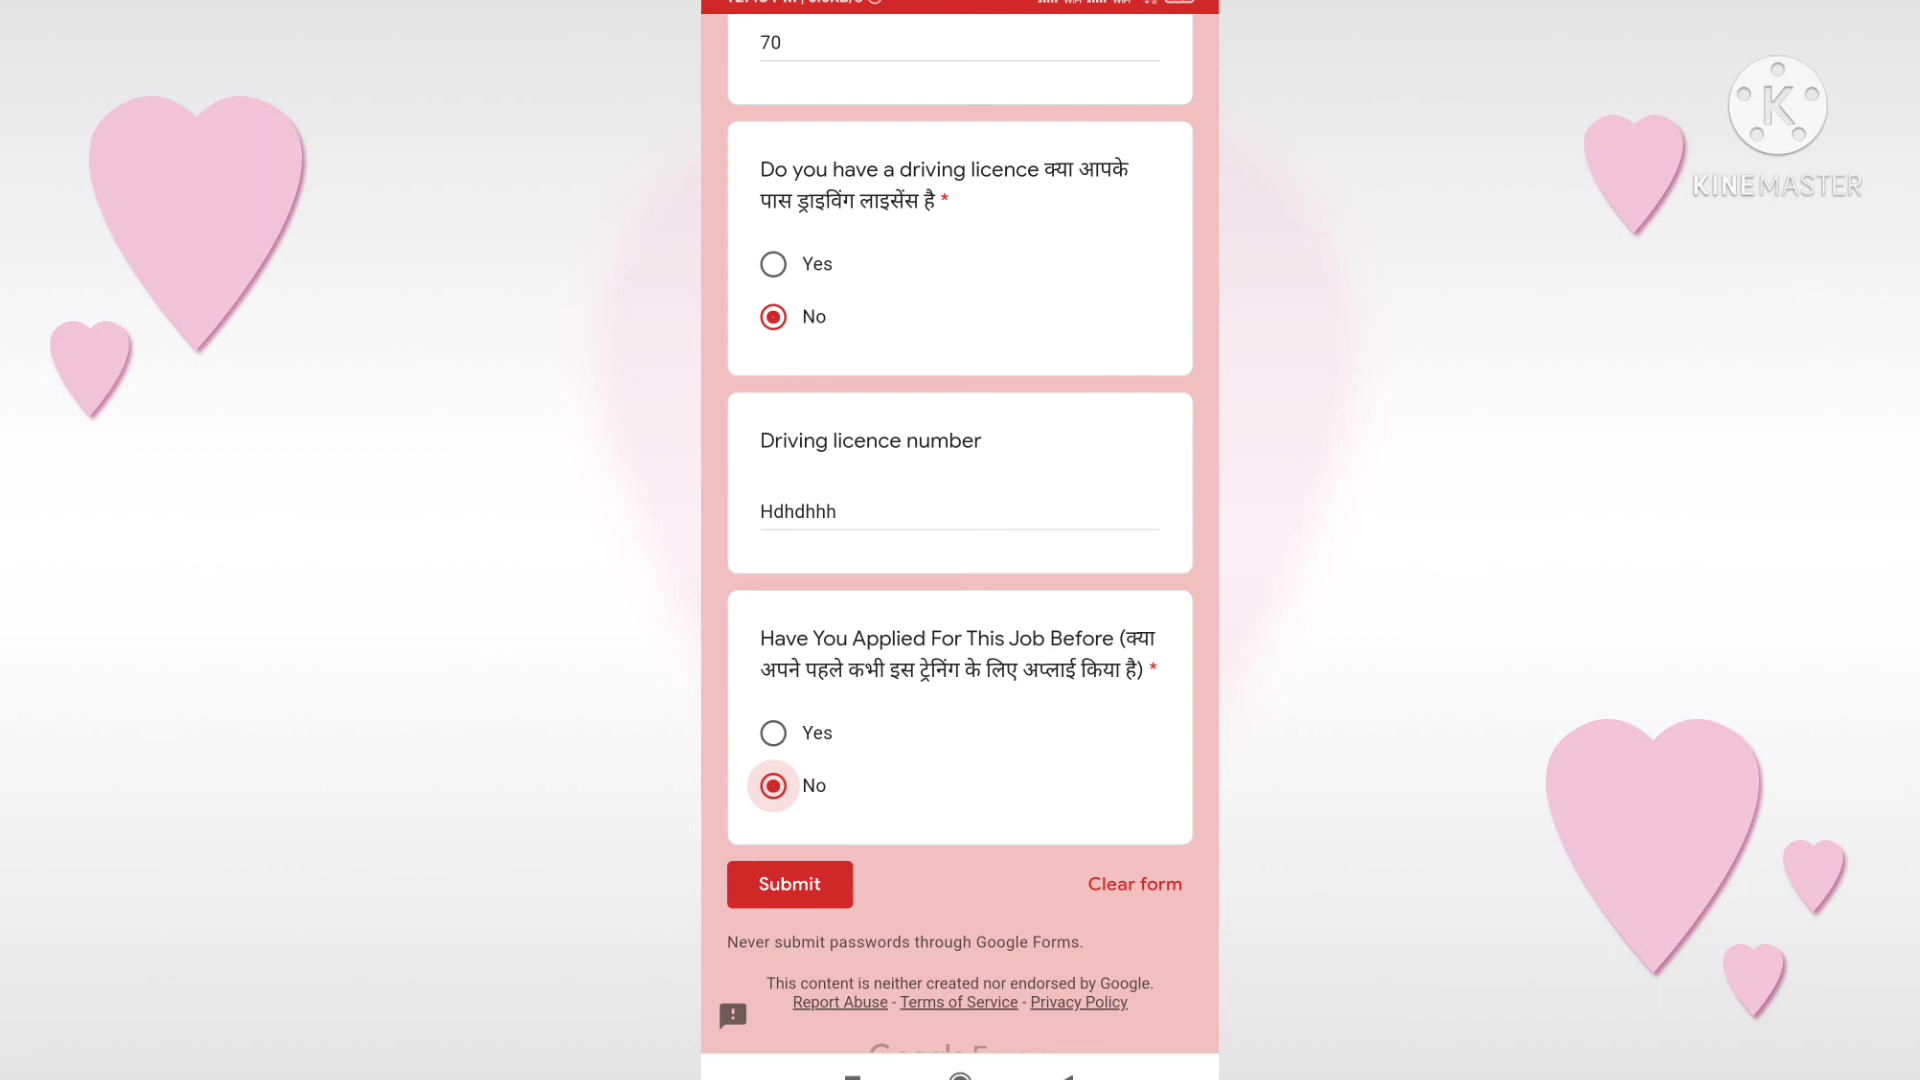 70
Do you have a driving licence क्या आपके
पास ड्राइविंग लाइसेंस है *
Yes
No
Driving licence number
Hdhdhhh
Have You Applied For This Job Before (क्या
अपने पहले कभी इस ट्रेनिंग के लिए अप्लाई किया है) *
Yes
No
Submit
Clear form
Never submit passwords through Google Forms.
This content is neither created nor endorsed by Google.
Report Abuse - Terms of Service - Privacy Policy
K
KINEMASTER